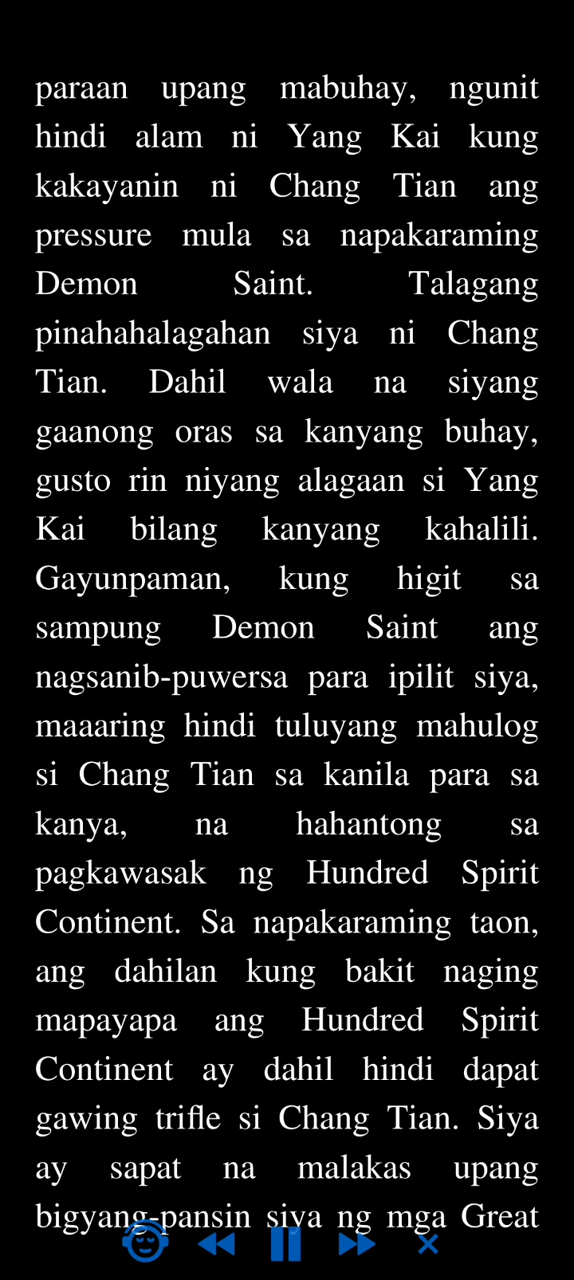 paraan upang mabuhay, ngunit
hindi alam ni Yang Kai kung
kakayanin ni Chang Tian ang
pressure mula sa napakaraming
Demon Saint. Talagang
pinahahalagahan siya ni Chang
Tian. Dahil wala na siyang
gaanong oras sa kanyang buhay,
gusto rin niyang alagaan si Yang
Kai bilang kanyang kahalili.
Gayunpaman, kung higit sa
sampung Demon Saint ang
nagsanib-puwersa para ipilit siya,
maaaring hindi tuluyang mahulog
si Chang Tian sa kanila para sa
kanya, na hahantong sa
pagkawasak ng Hundred Spirit
Continent. Sa napakaraming taon,
ang dahilan kung bakit naging
mapayapa ang Hundred Spirit
Continent ay dahil hindi dapat
gawing trifle si Chang Tian. Siya
ay sapat na malakas upang
bigyang-pansin siya ng mga Great